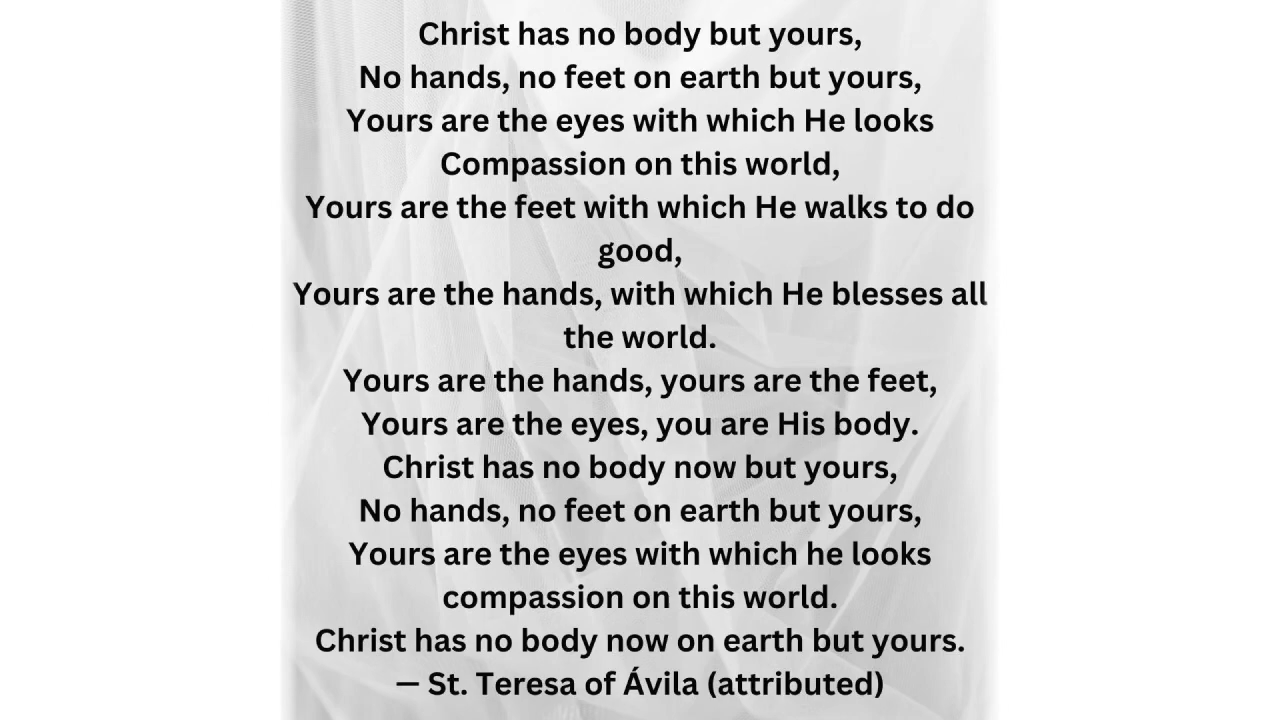 Christ has no body but yours,
No hands, no feet on earth but yours,
Yours are the eyes with which He looks
Compassion on this world,
Yours are the feet with which He walks to do
good,
Yours are the hands, with which He blesses all
the world.
Yours are the hands, yours are the feet,
Yours are the eyes, you are His body.
Christ has no body now but yours,
No hands, no feet on earth but yours,
Yours are the eyes with which he looks
compassion on this world.
Christ has no body now on earth but yours.
— St. Teresa of Ávila (attributed)